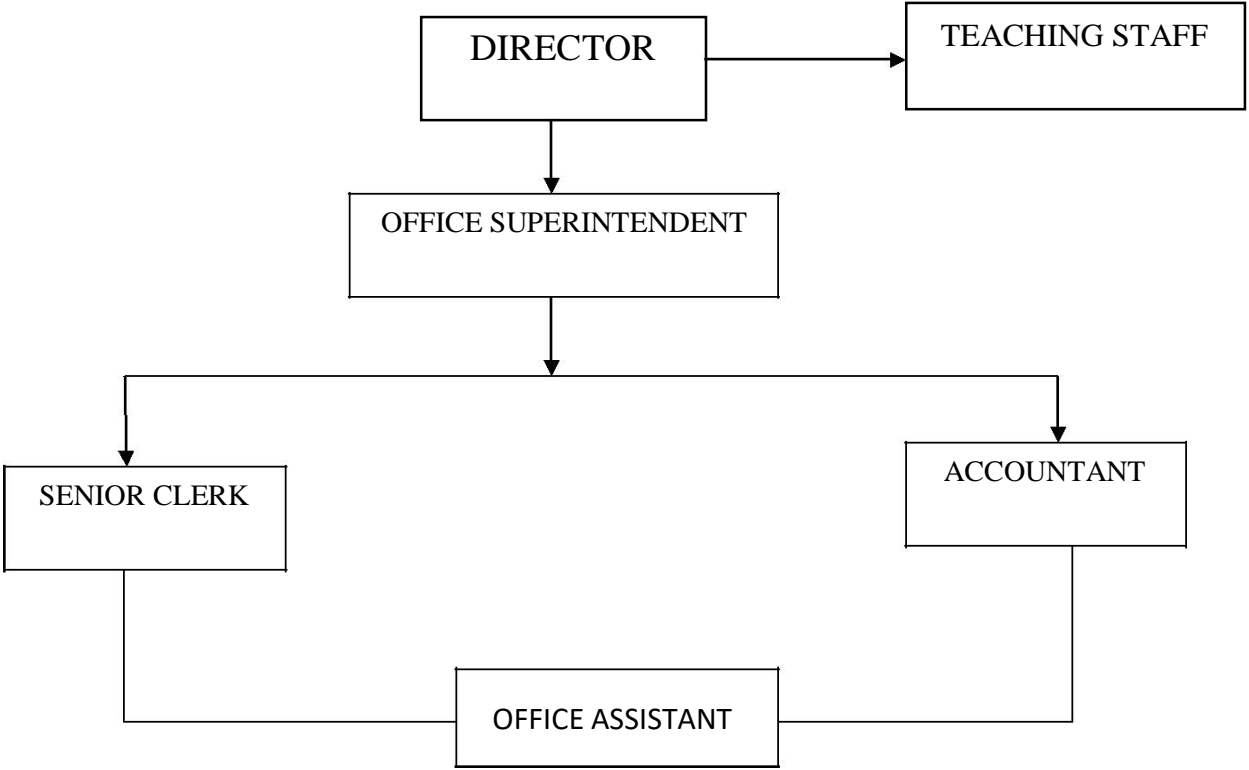 DIRECTOR
TEACHING STAFF
OFFICE SUPERINTENDENT
SENIOR CLERK
ACCOUNTANT
OFFICE ASSISTANT